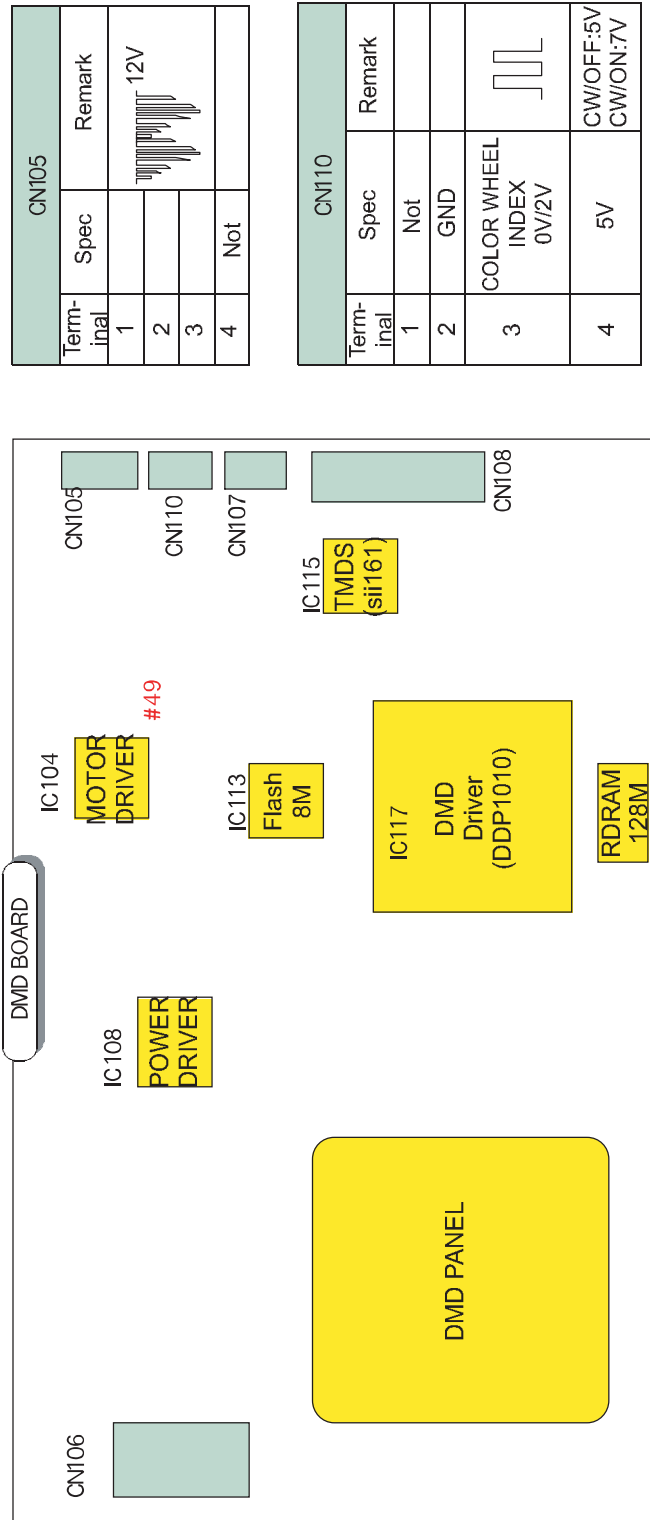 DMD BOARD
CN106
IC108
POWER
DRIVER
DMD PANEL
IC104
MOTOR
DRIVER
#49
IC113
Flash
8M
IC117
DMD
Driver
(DDP1010)
RDRAM
128M
IC115
TMDS
(sii161)
CN105
CN110
CN107
CN108
CN105
Term-
inal
Spec
Remark
1
12V
2
3
4 Not
CN110
Term-
inal
Spec
Remark
1 Not
2 GND
3
COLOR WHEEL
INDEX
0V/2V
4
5V
CW/OFF:5V
CW/ON:7V